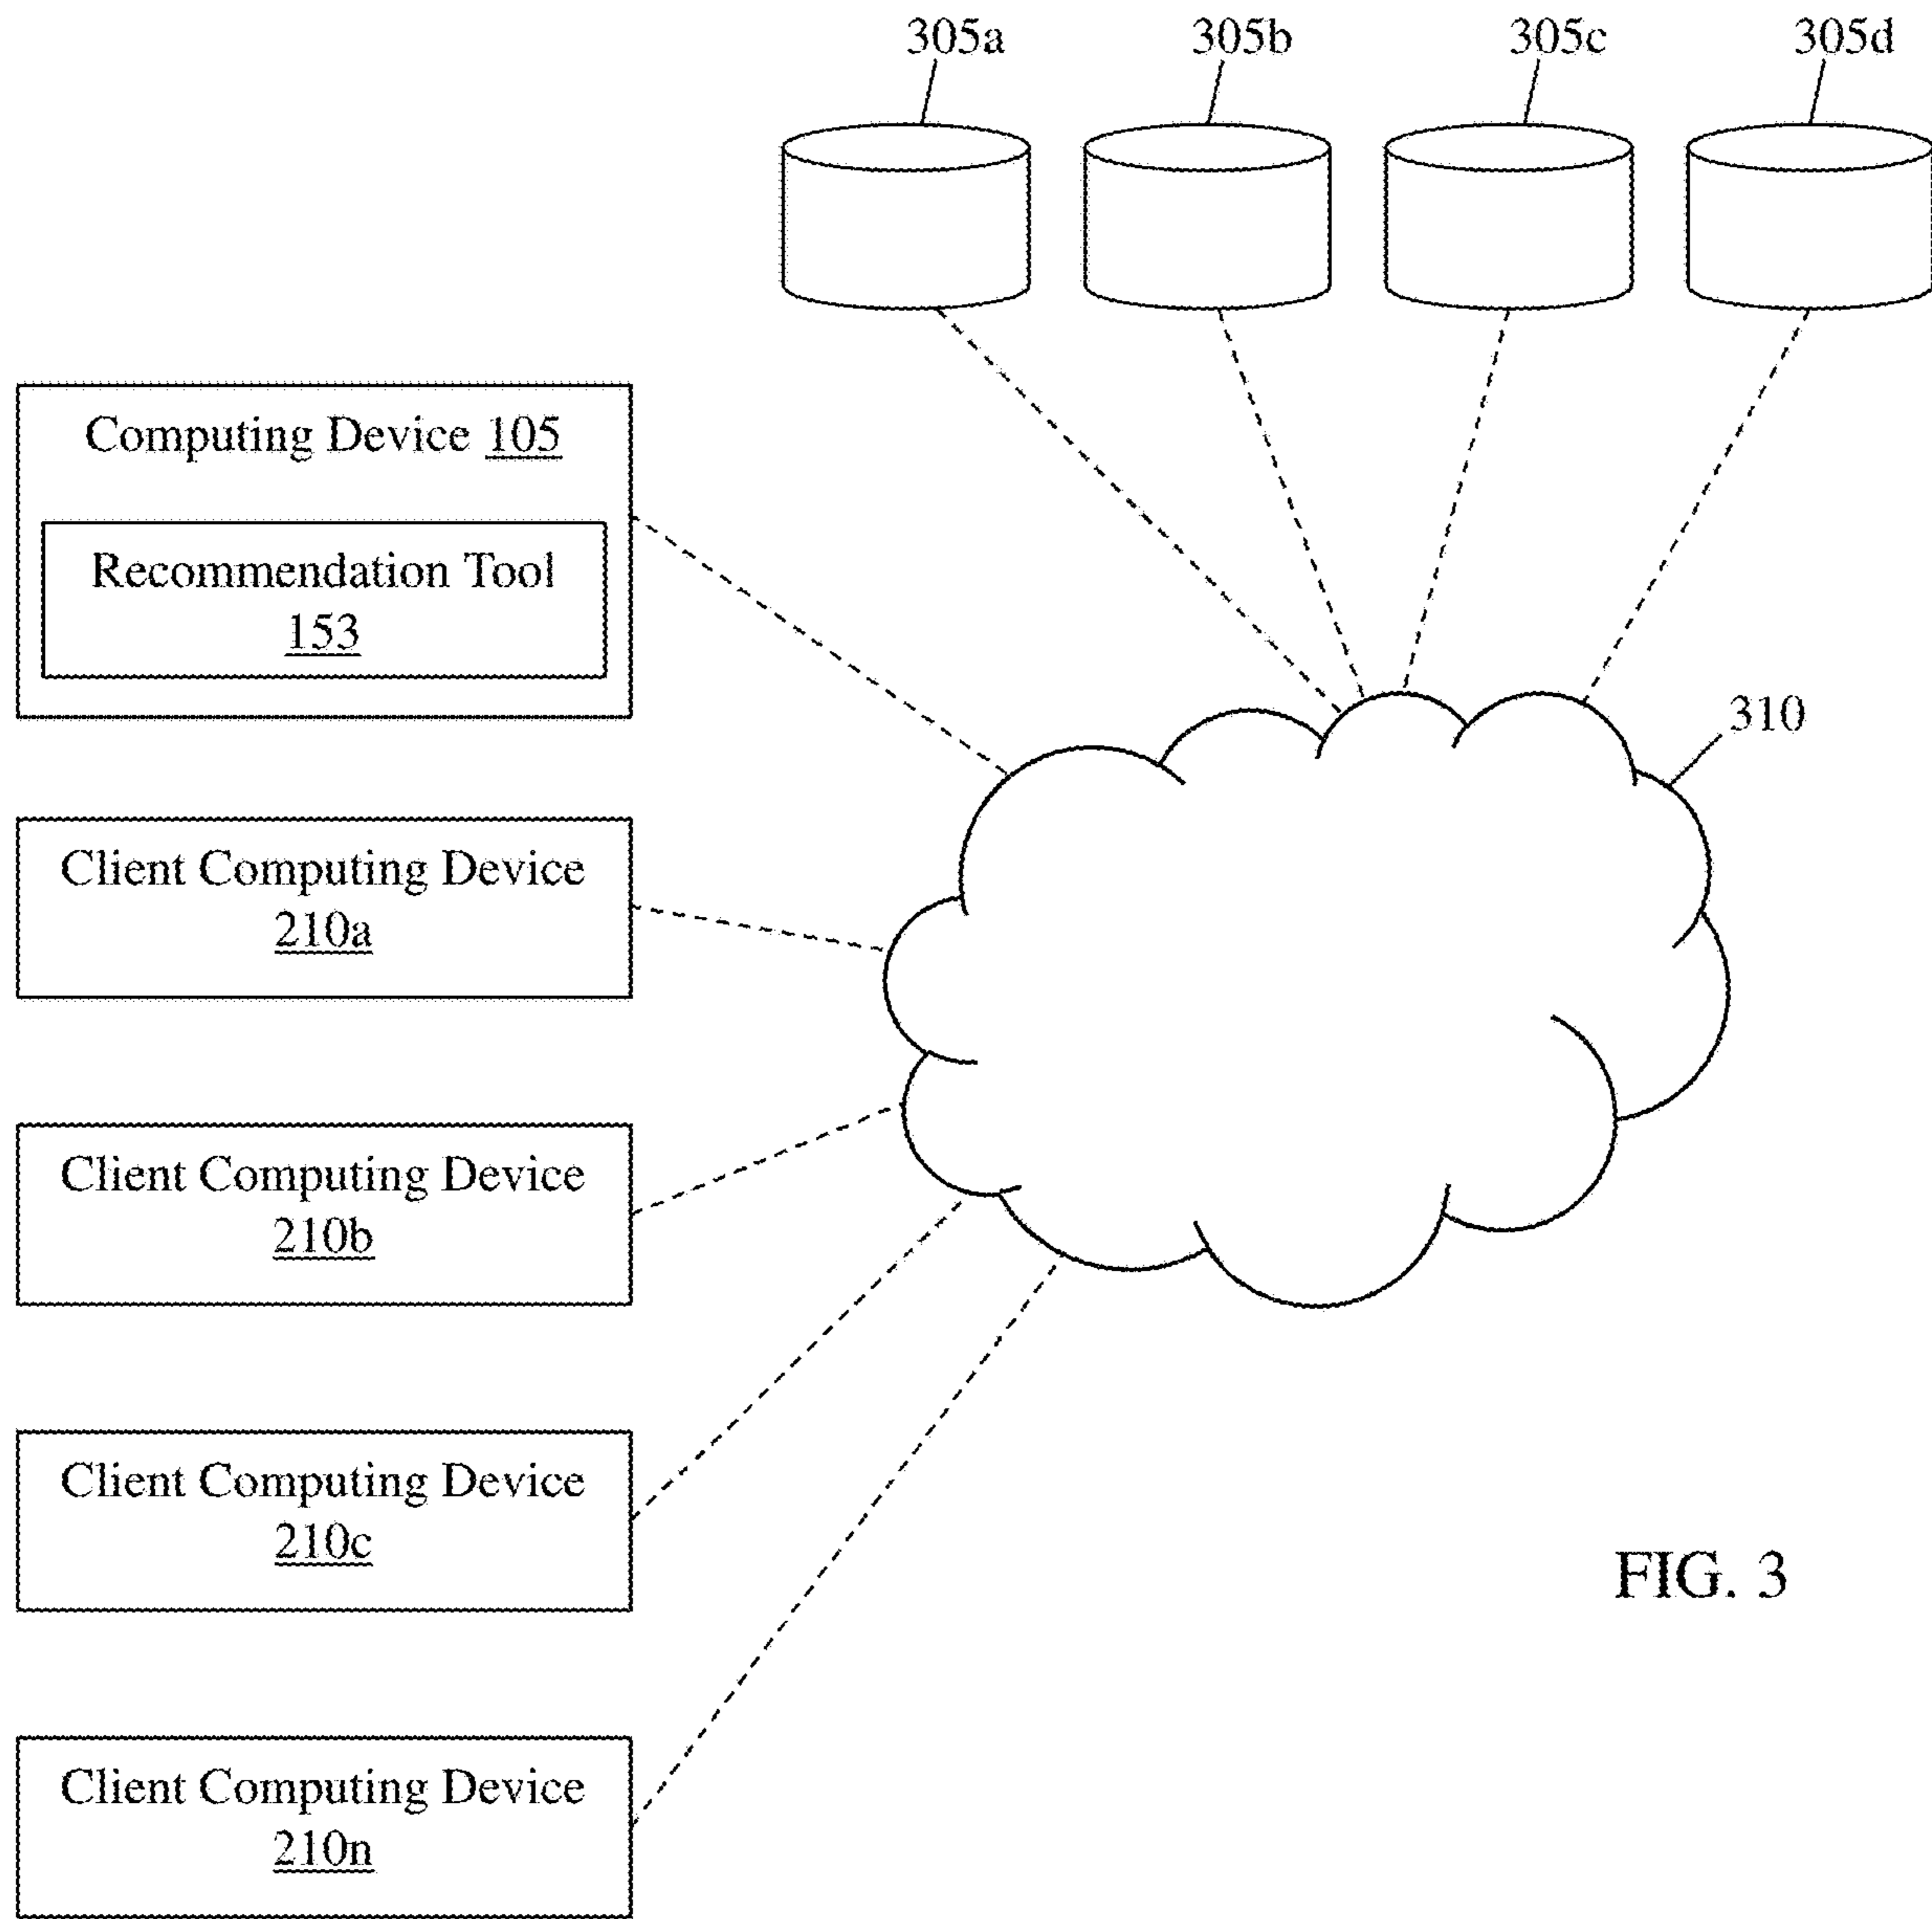 305a 305b 305c 305d
Computing Device 105
Recommendation Tool
153
310
Client Computing Device
210a
Client Computing Device
210b
Client Computing Device
210c
FIG. 3
Client Computing Device
210n